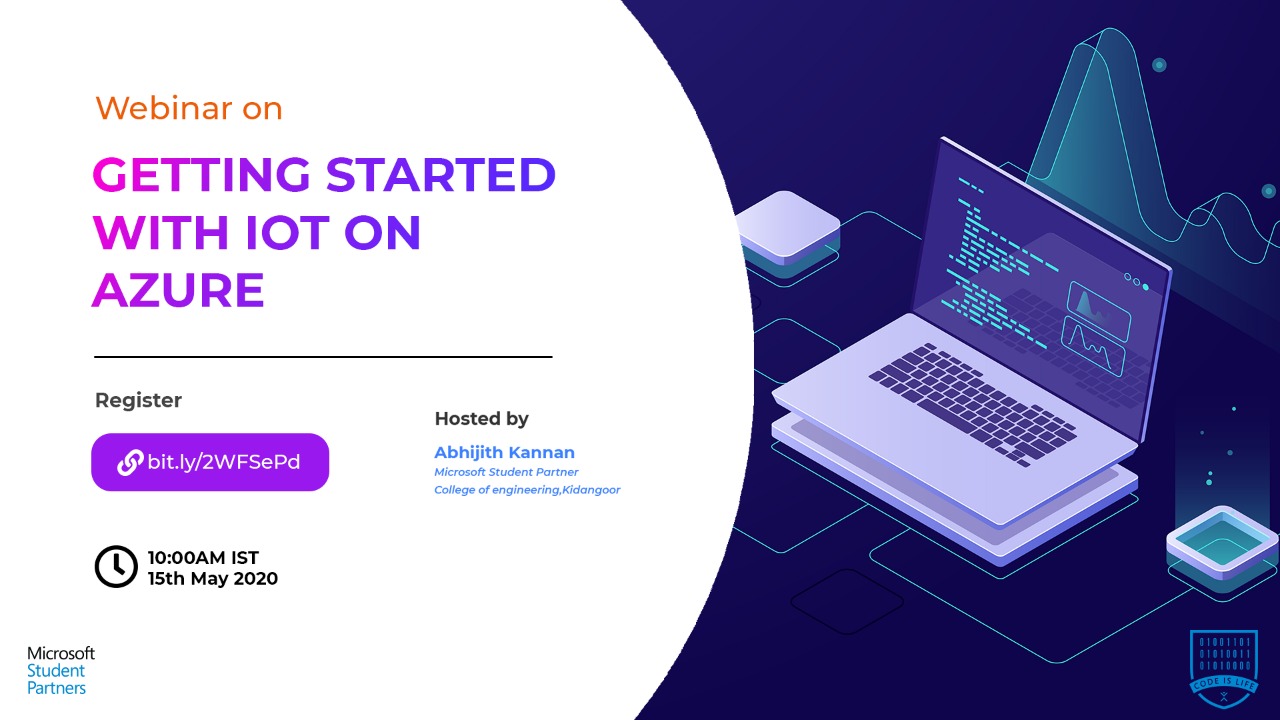 Webinar on
GETTING STARTED
WITH IOT ON
AZURE
Register
bit.ly/2WFSePd
Hosted by
Abhijith Kannan
Microsoft Student Partner
College of engineering,Kidangoor
10:00AM IST
15th May 2020
Microsoft
Student
Partners
01001101
01010011
01010000
CODE IS LIFE